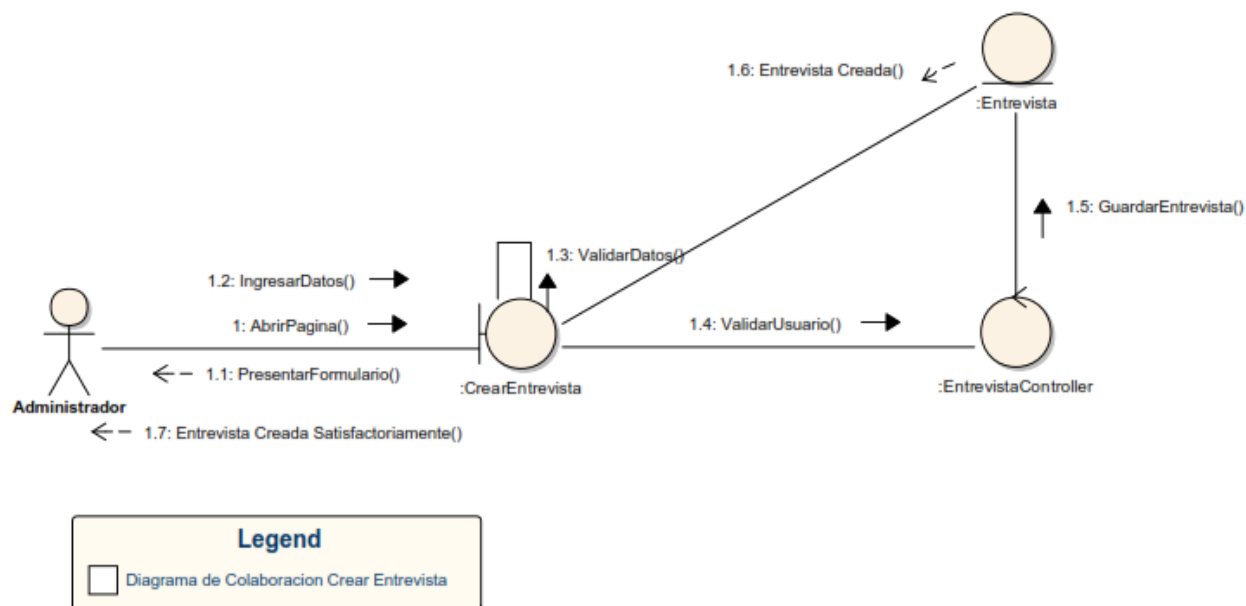 1.6: Entrevista Creada()
:Entrevista
1.5: GuardarEntrevista()
1.3: ValidarDatos()
1.2: IngresarDatos()
1: AbrirPagina()
1.4: ValidarUsuario()
1.1: PresentarFormulario()
:CrearEntrevista
:EntrevistaController
Administrador
1.7: Entrevista Creada Satisfactoriamente()
Legend
Diagrama de Colaboracion Crear Entrevista